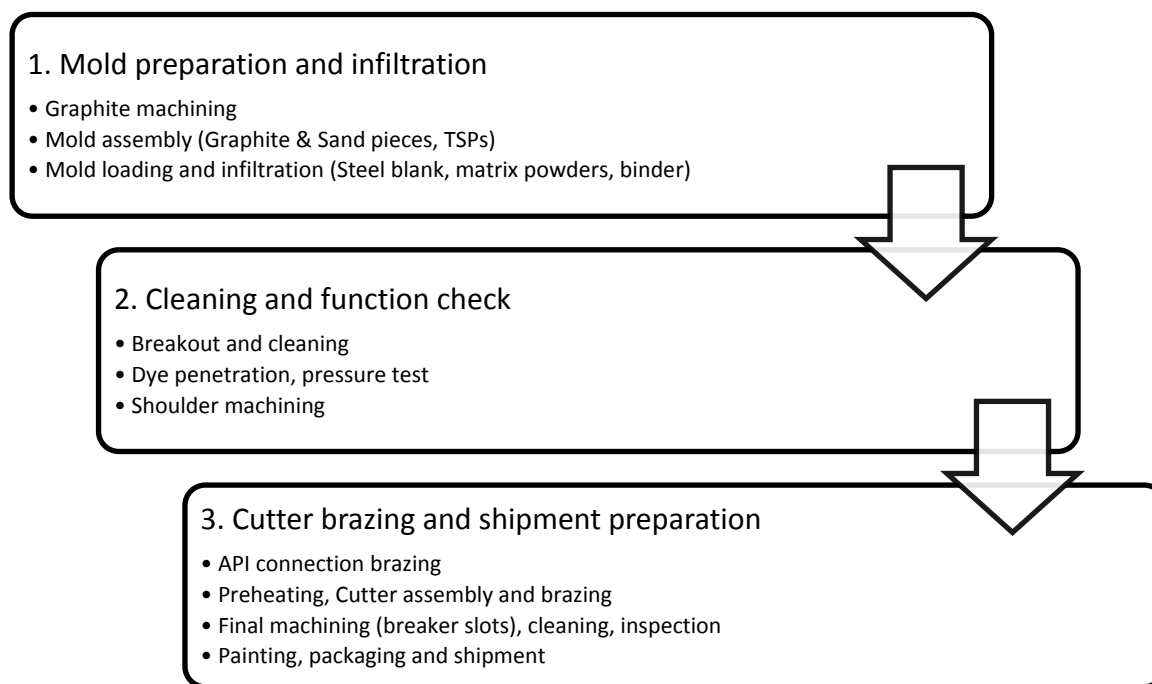 1. Mold preparation and infiltration
• Graphite machining
• Mold assembly (Graphite & Sand pieces, TSPs)
• Mold loading and infiltration (Steel blank, matrix powders, binder)
2. Cleaning and function check
• Breakout and cleaning
• Dye penetration, pressure test
• Shoulder machining
3. Cutter brazing and shipment preparation
• API connection brazing
• Preheating, Cutter assembly and brazing
• Final machining (breaker slots), cleaning, inspection
• Painting, packaging and shipment